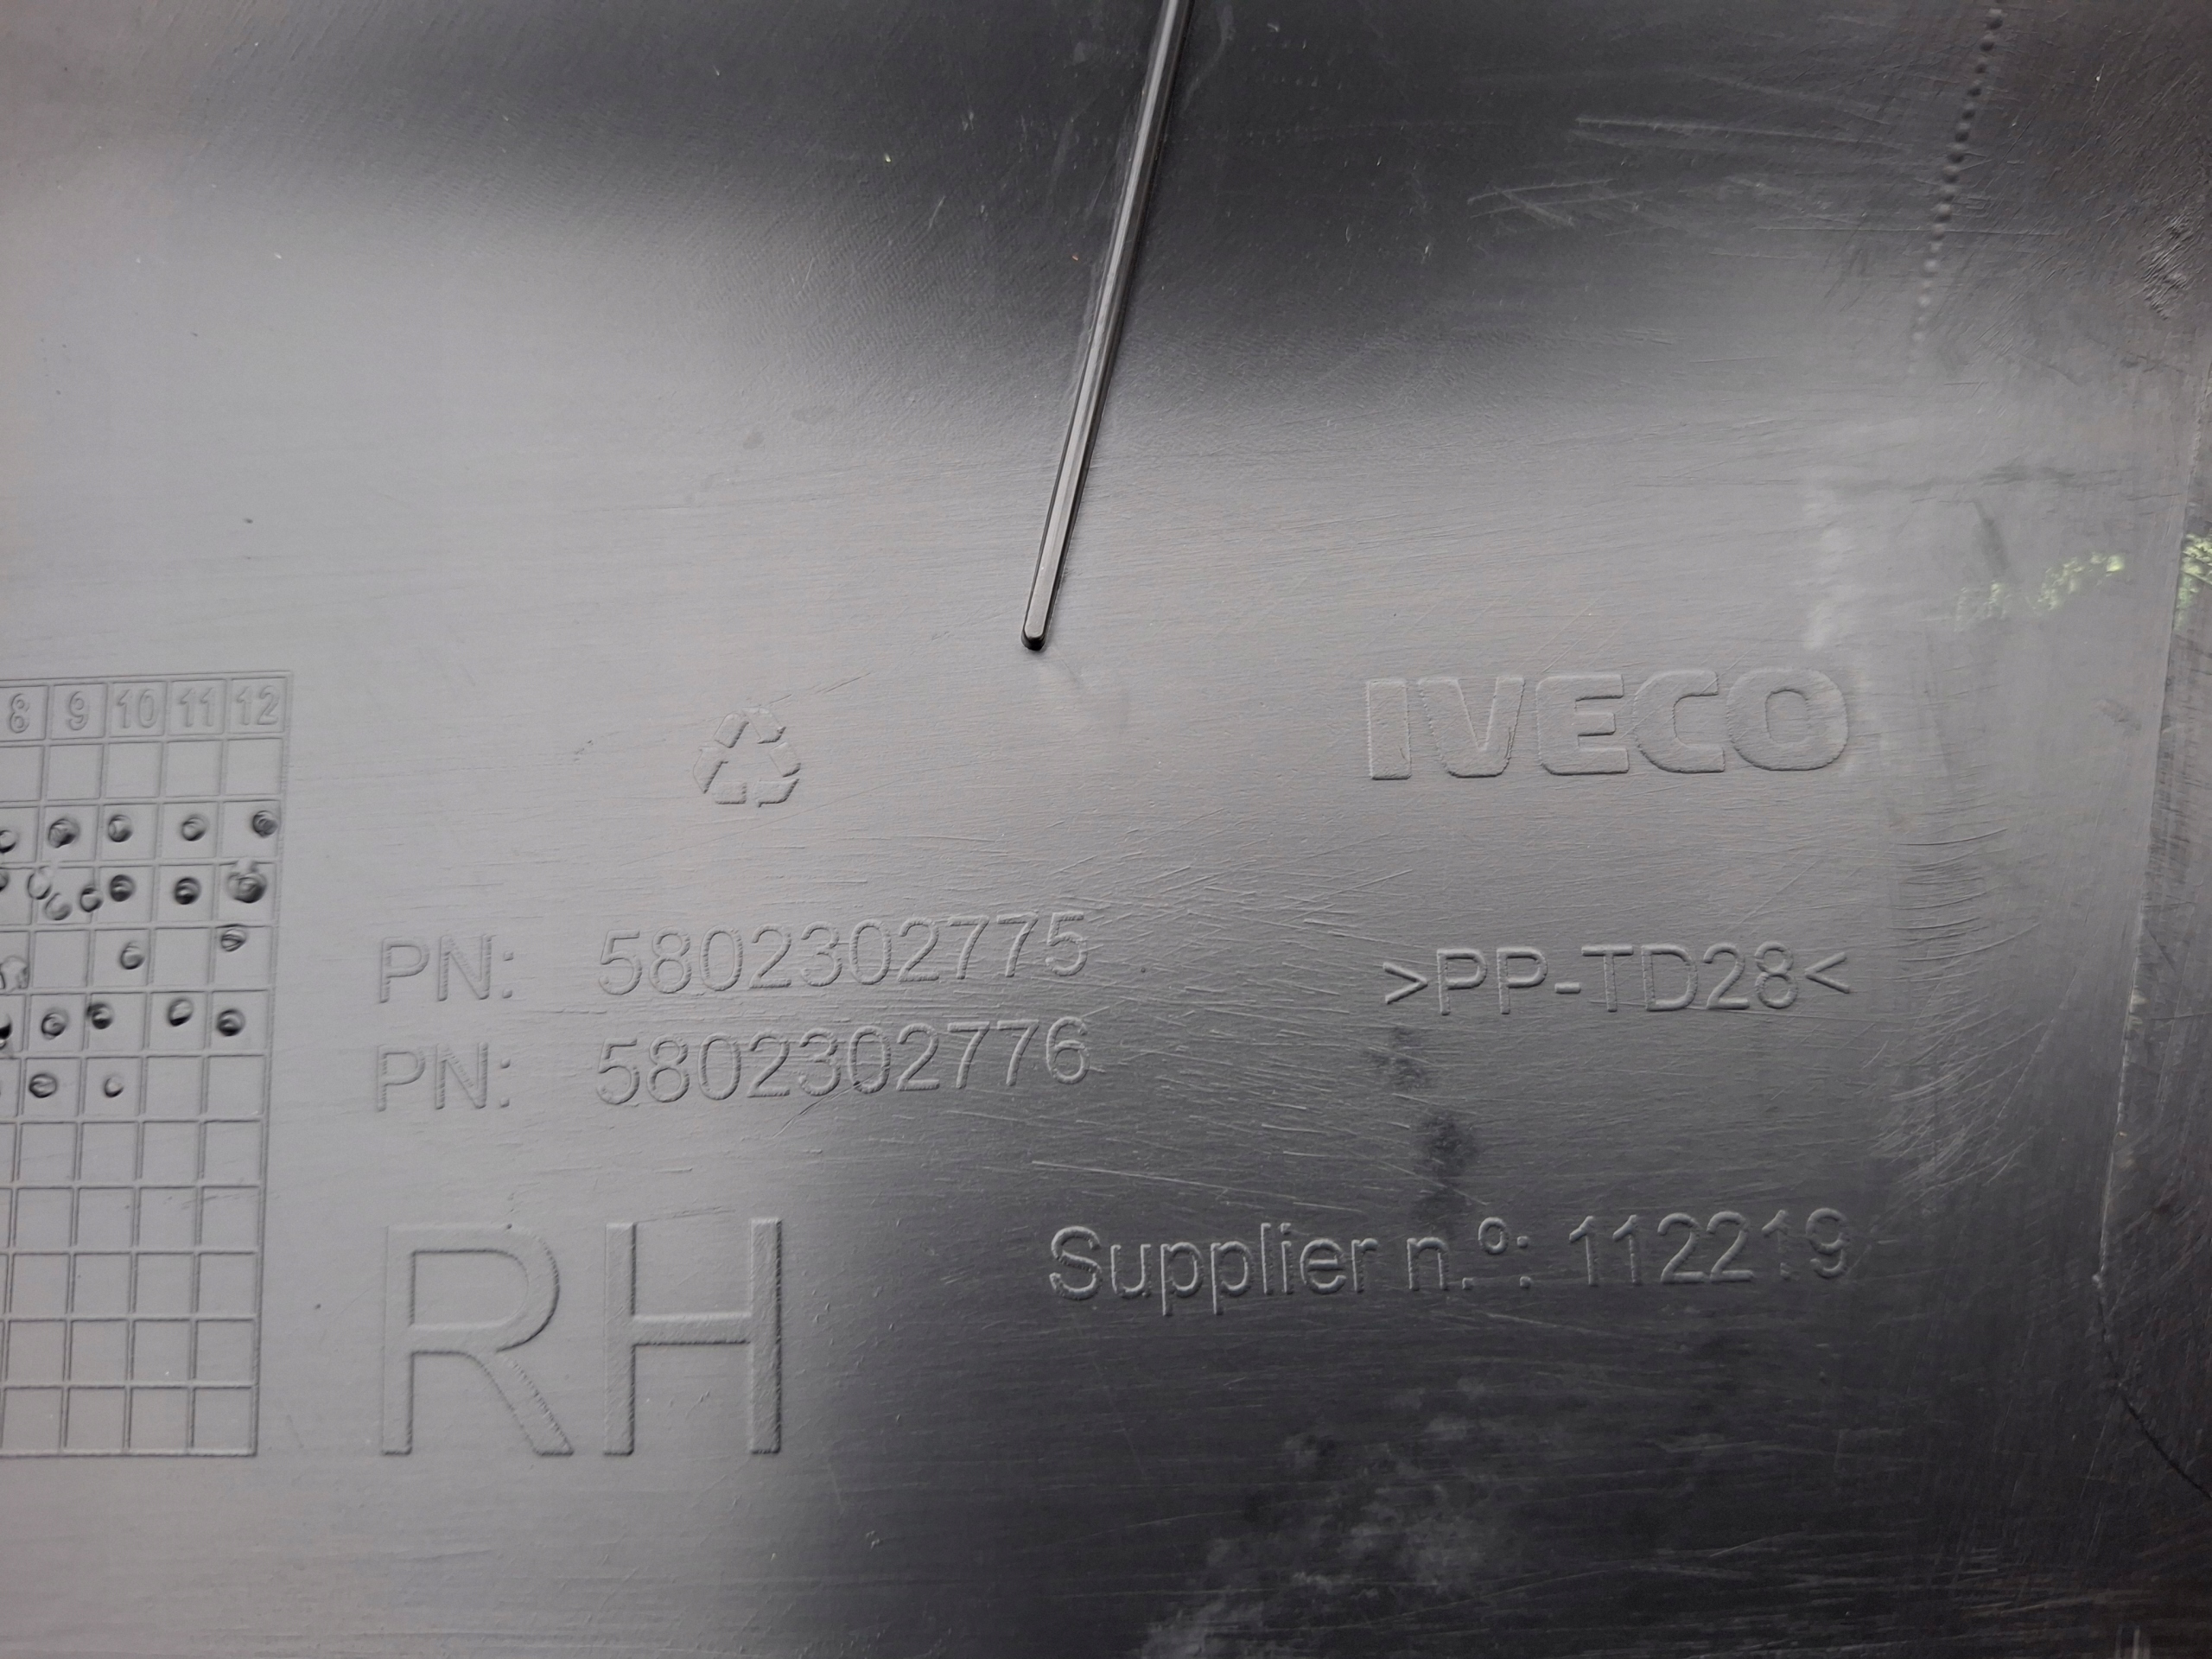 8 9 10 11 12
IVECO
PN: 5802302775
PN: 5802302776
>PP-TD28<
RH
Supplier n.º: 112219